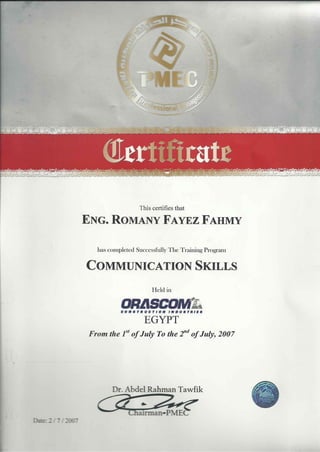 PMEC
Professional
Certificate
This certifies that
ENG. ROMANY FAYEZ FAHMY
has completed Successfully The Training Program
COMMUNICATION SKILLS
Held in
ORASCOM
CONSTRUCTION INDUSTRIES
EGYPT
From the 1st of July To the 2nd of July, 2007
Dr. Abdel Rahman Tawfik
Chairman-PMEC
Date: 2 / 7 / 2007